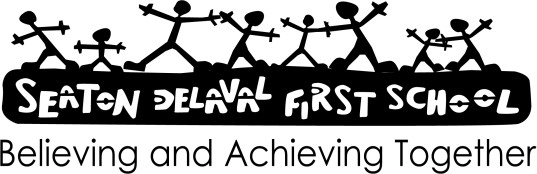 SEATON DELAVAL FIRST SCHOOL
Believing and Achieving Together